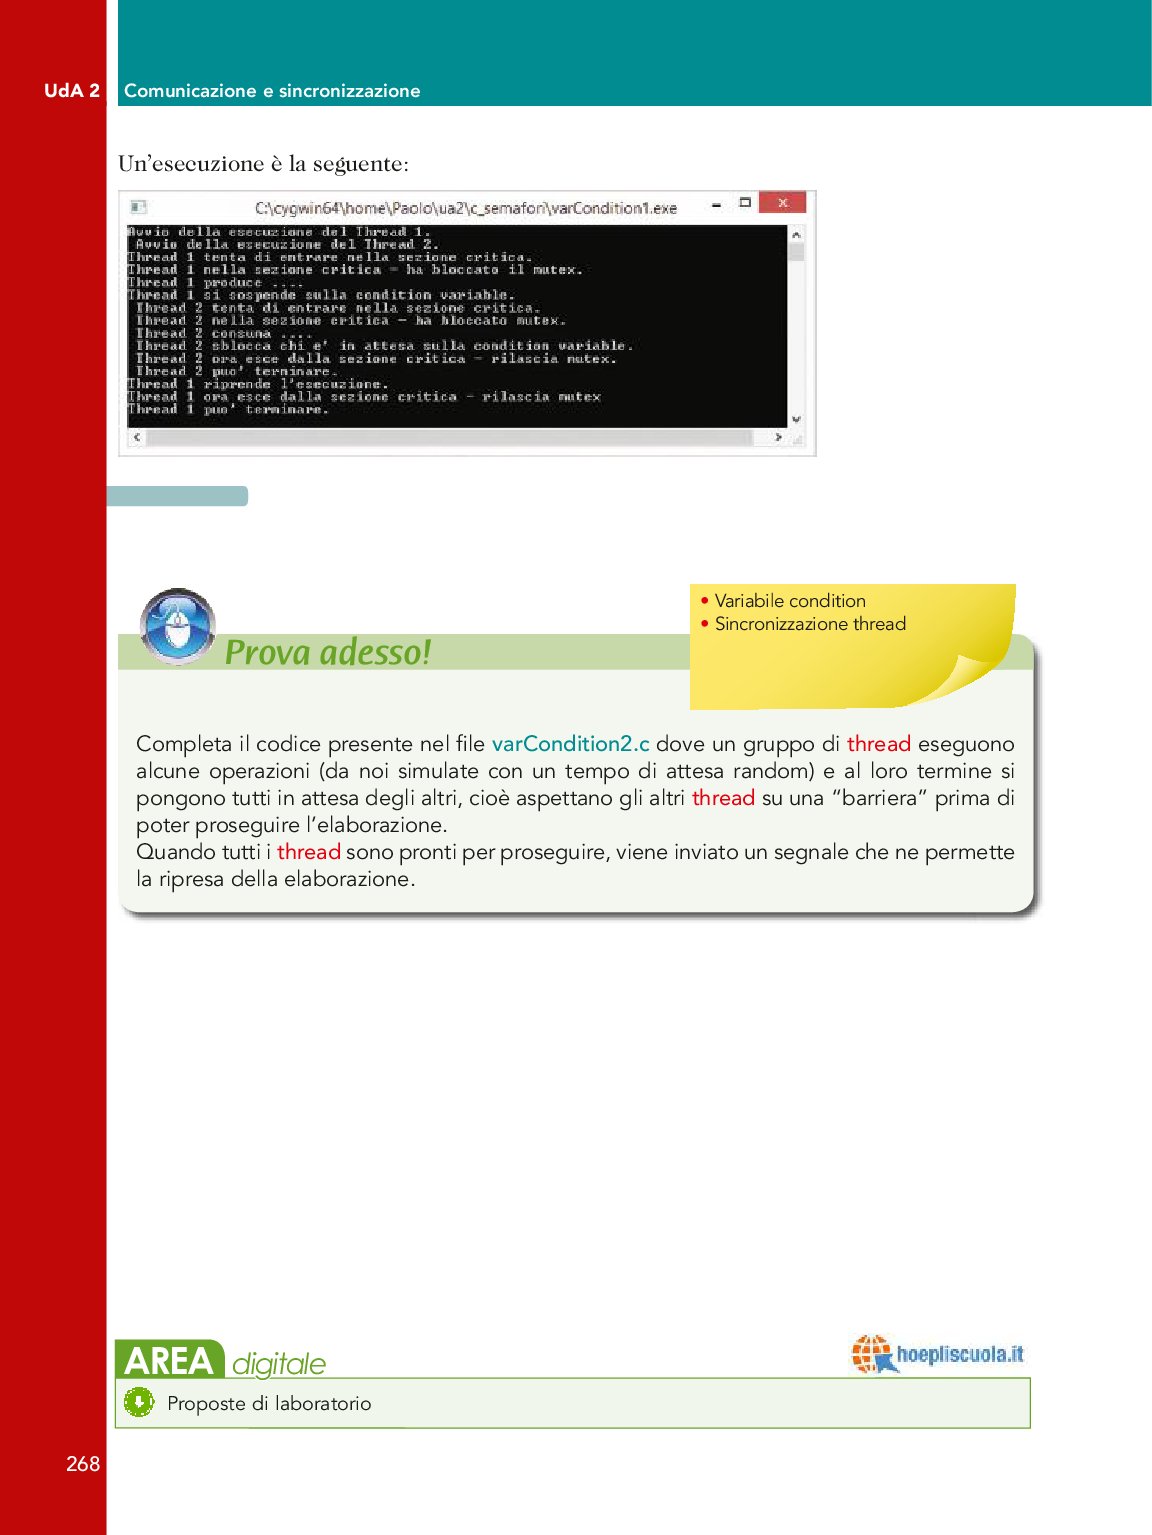 UdA 2 Comunicazione e sincronizzazione
Un’esecuzione è la seguente:
C:\cygwin64\home\Paolo\ua2\c_semafori\varCondition1.exe
Avvio della esecuzione del Thread 1.
Avvio della esecuzione del Thread 2.
Thread 1 tenta di entrare nella sezione critica.
Thread 1 nella sezione critica - ha bloccato il mutex.
Thread 1 produce ....
Thread 1 si sospende sulla condition variable.
Thread 2 tenta di entrare nella sezione critica.
Thread 2 nella sezione critica - ha bloccato mutex.
Thread 2 consuma ....
Thread 2 sblocca chi e' in attesa sulla condition variable.
Thread 2 ora esce dalla sezione critica - rilascia mutex.
Thread 2 puo' terminare.
Thread 1 riprende l'esecuzione.
Thread 1 ora esce dalla sezione critica - rilascia mutex
Thread 1 puo' terminare.
• Variabile condition
• Sincronizzazione thread
Prova adesso!
Completa il codice presente nel file varCondition2.c dove un gruppo di thread eseguono
alcune operazioni (da noi simulate con un tempo di attesa random) e al loro termine si
pongono tutti in attesa degli altri, cioè aspettano gli altri thread su una “barriera” prima di
poter proseguire l’elaborazione.
Quando tutti i thread sono pronti per proseguire, viene inviato un segnale che ne permette
la ripresa della elaborazione.
AREA digitale
hoepliscuola.it
Proposte di laboratorio
268